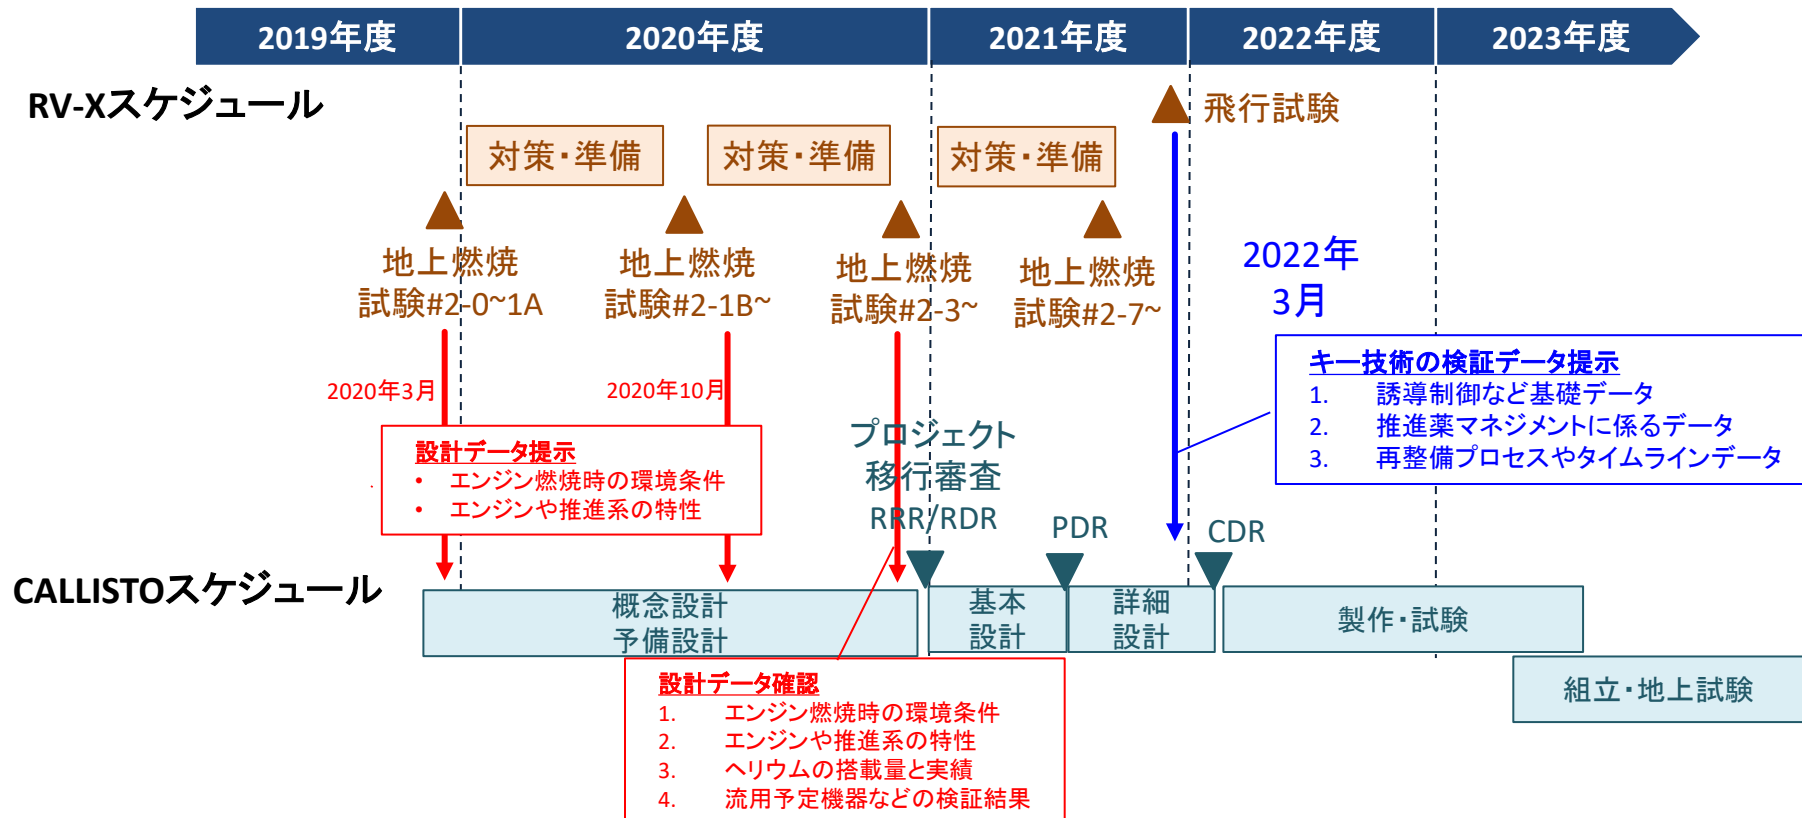 2019年度
2020年度
2021年度
2022年度
2023年度
RV-Xスケジュール
飛行試験
対策・準備
対策・準備
対策・準備
地上燃焼
試験#2-0~1A
地上燃焼
試験#2-1B~
地上燃焼
試験#2-3~
地上燃焼
試験#2-7~
2022年
3月
2020年3月
2020年10月
キー技術の検証データ提示
1. 誘導制御など基礎データ
2. 推進薬マネジメントに係るデータ
3. 再整備プロセスやタイムラインデータ
設計データ提示
• エンジン燃焼時の環境条件
• エンジンや推進系の特性
プロジェクト
移行審査
RRR/RDR
PDR
CDR
CALLISTOスケジュール
概念設計
予備設計
基本
設計
詳細
設計
製作・試験
組立・地上試験
設計データ確認
1. エンジン燃焼時の環境条件
2. エンジンや推進系の特性
3. ヘリウムの搭載量と実績
4. 流用予定機器などの検証結果